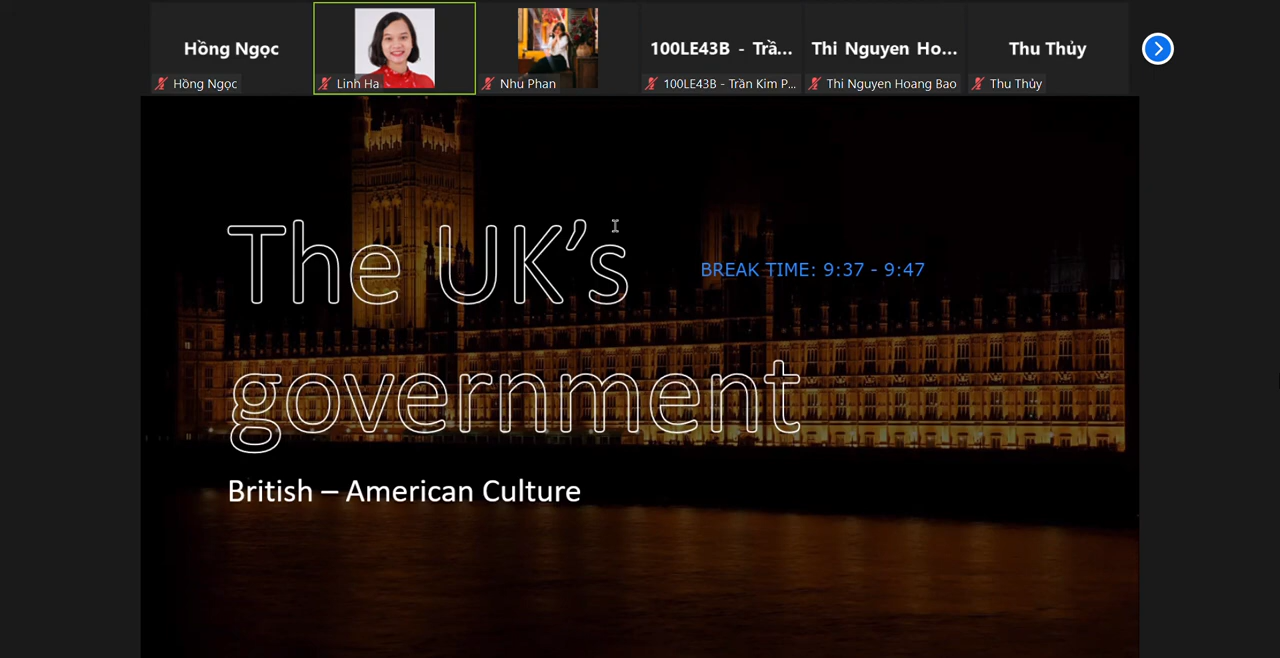 Hồng Ngọc
100LE43B - Trầ...
Thi Nguyen Ho...
Thu Thủy
Hồng Ngọc
Linh Ha
Nhu Phan
100LE43B - Trần Kim P...
Thi Nguyen Hoang Bao
Thu Thủy
The UK’s
BREAK TIME: 9:37 - 9:47
government
British – American Culture